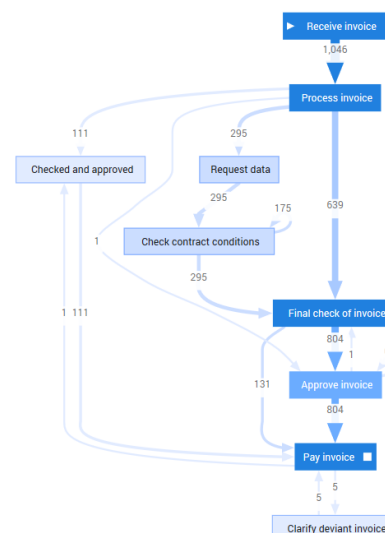 Receive invoice
1,046
Process invoice
111
295
Checked and approved
Request data
295
175
639
1
Check contract conditions
295
1
111
Final check of invoice
804
1
131
Approve invoice
804
Pay invoice
5
5
Clarify deviant invoice